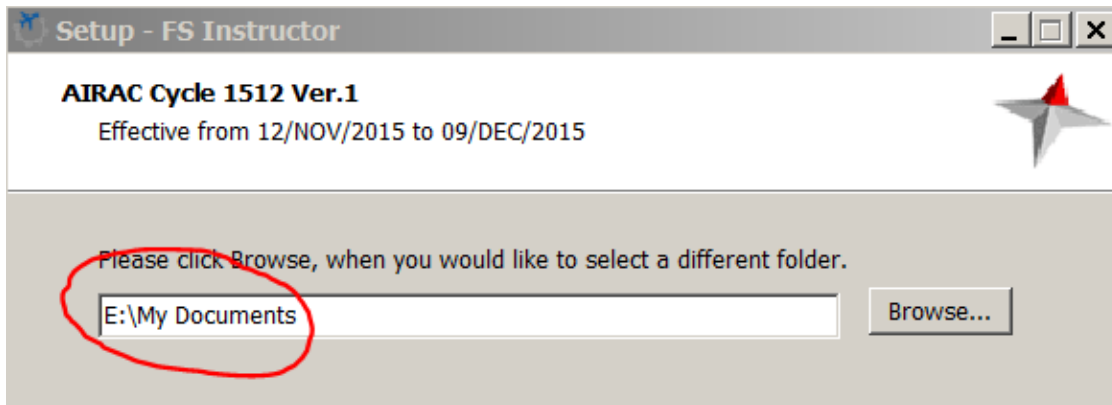 Setup - FS Instructor
AIRAC Cycle 1512 Ver.1
Effective from 12/NOV/2015 to 09/DEC/2015
Please click Browse, when you would like to select a different folder.
E:\My Documents
Browse...